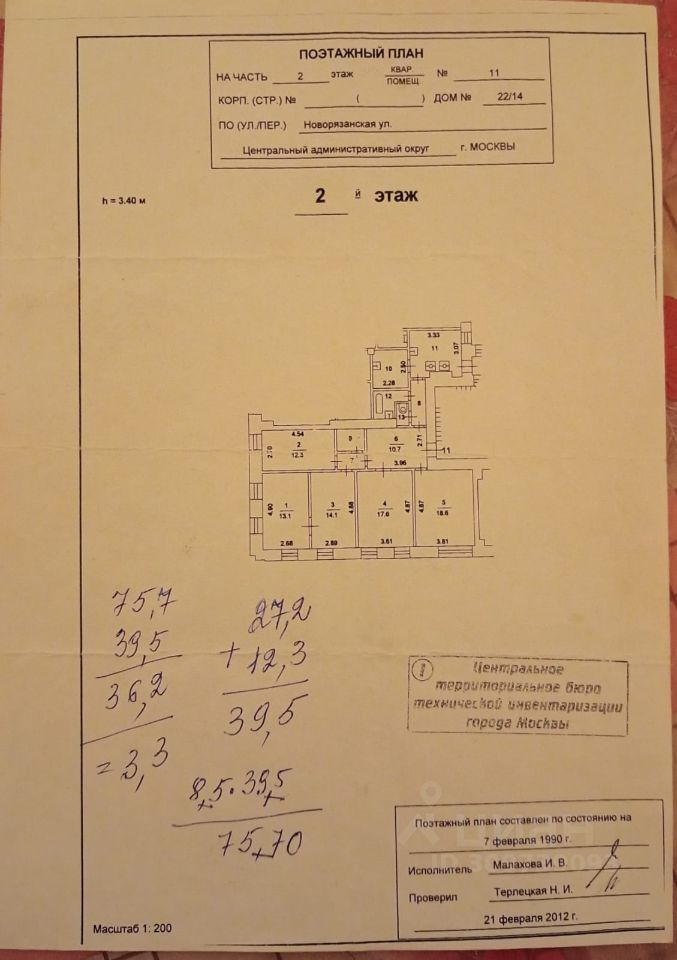 ПОЭТАЖНЫЙ ПЛАН
НА ЧАСТЬ 2 этаж КВАР ПОМЕЩ. № 11
КОРП. (СТР.) № ( ) ДОМ № 22/14
ПО (УЛ./ПЕР.) Новорязанская ул.
Центральный административный округ г. МОСКВЫ
h = 3.40 м
2 й этаж
3.33
11
3.07
2.50
10
2.28
12
8
13
4.54
2
12.3
2.70
9
7
6
10.7
2.71
3.96
11
1
13.1
4.90
2.68
3
14.1
4.88
2.89
4
17.6
4.87
3.61
5
18.6
4.87
3.81
75,7
39,5
36,2
= 3,3
27,2
+ 12,3
39,5
8,5 · 39,5
75,70
Центральное
территориальное бюро
технической инвентаризации
города Москвы
Поэтажный план составлен по состоянию на
7 февраля 1990 г.
Исполнитель Малахова И. В.
Проверил Терлецкая Н. И.
21 февраля 2012 г.
Масштаб 1: 200